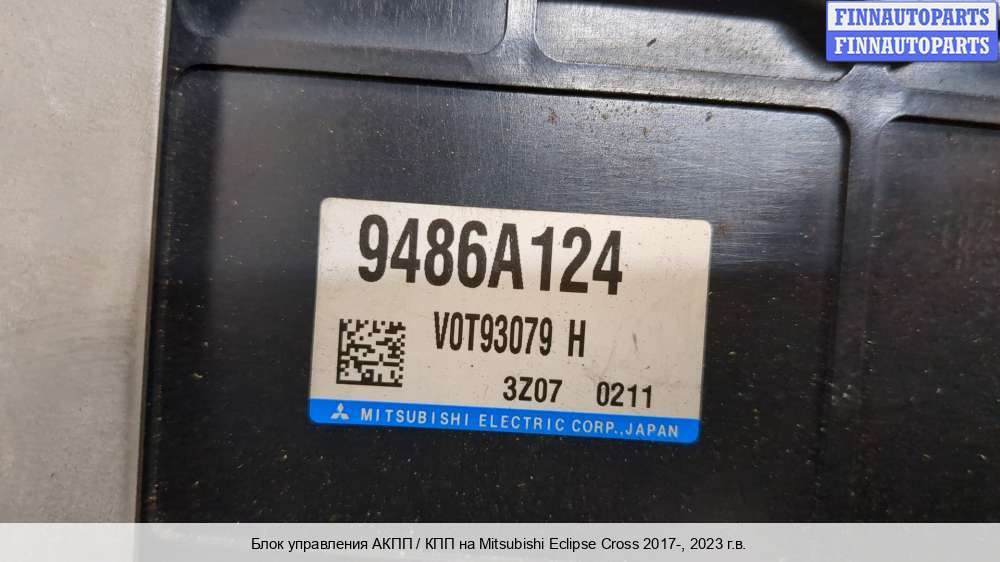 FINNAUTOPARTS
FINNAUTOPARTS
9486A124
V0T93079 H
3Z07 0211
MITSUBISHI ELECTRIC CORP., JAPAN
Блок управления АКПП / КПП на Mitsubishi Eclipse Cross 2017-, 2023 г.в.